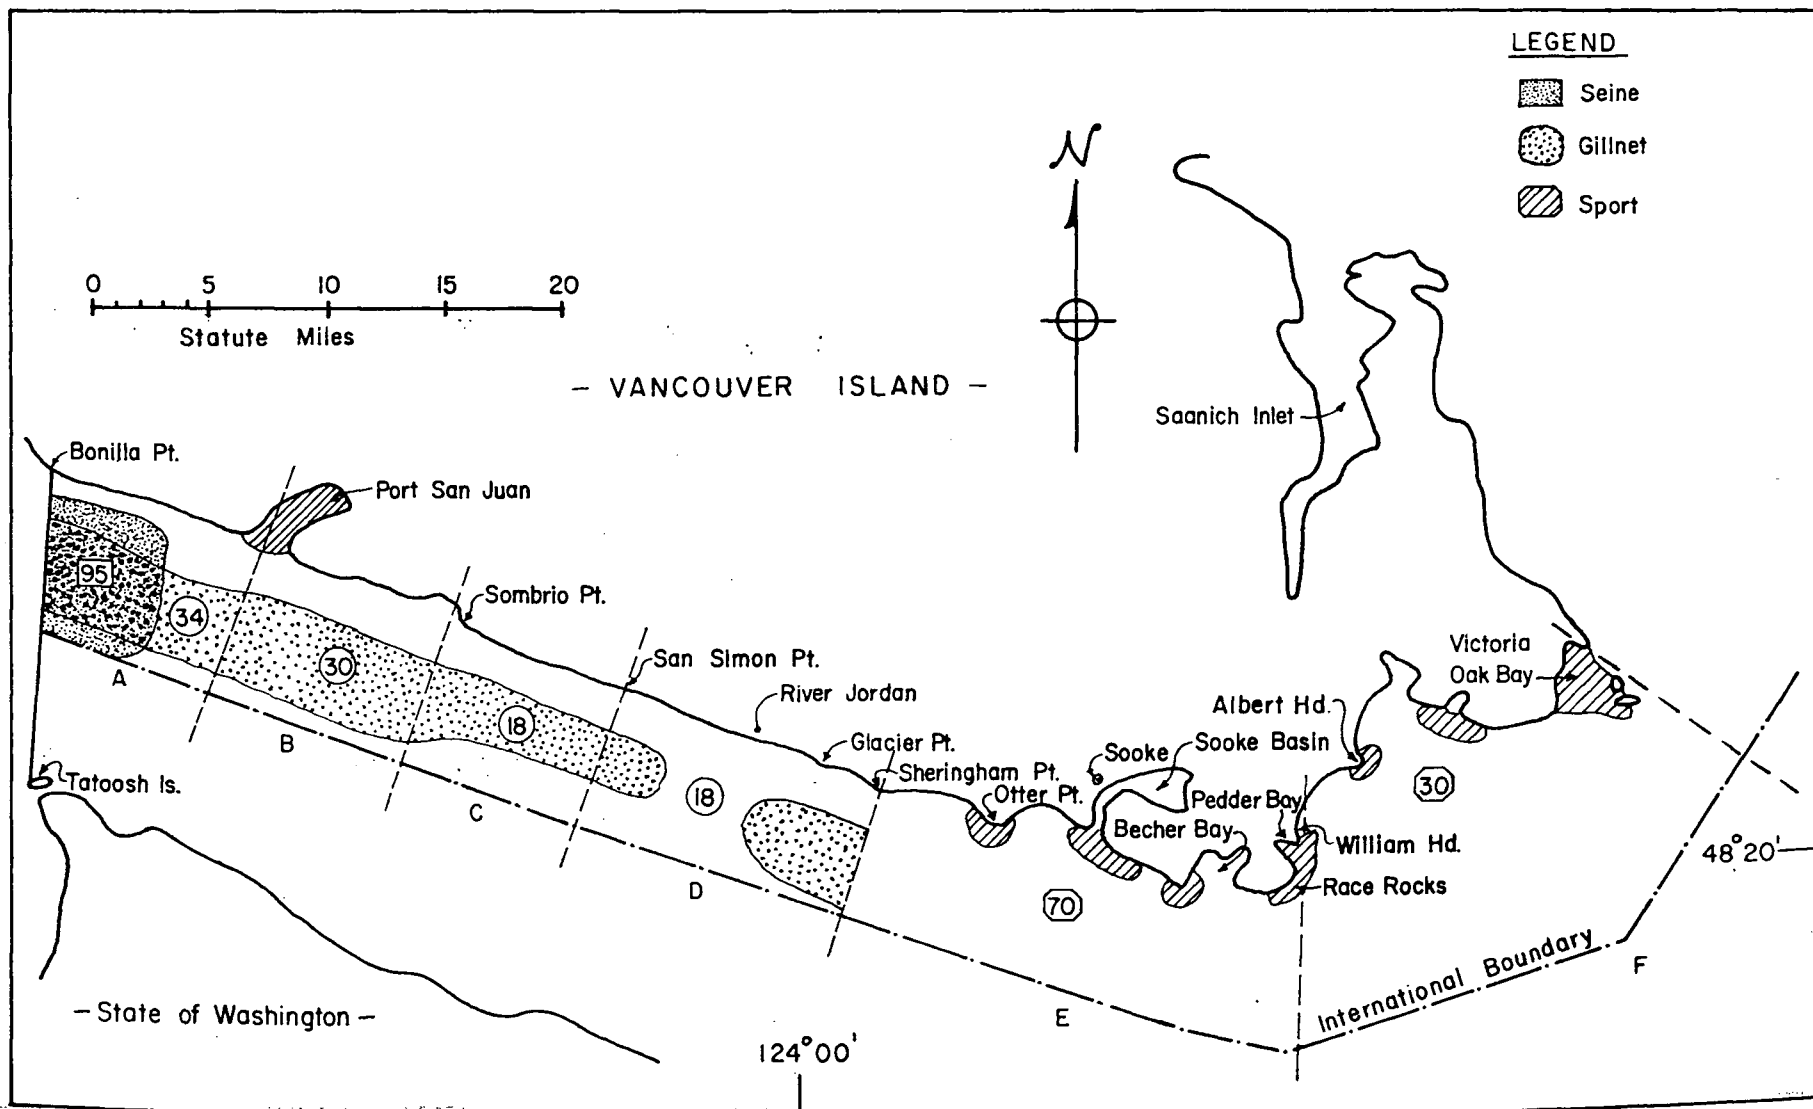 LEGEND
Seine
Gillnet
Sport
N
0 5 10 15 20
Statute Miles
- VANCOUVER ISLAND -
Saanich Inlet
Bonilla Pt.
Port San Juan
95
34
Sombrio Pt.
30
18
San Simon Pt.
River Jordan
Glacier Pt.
Sheringham Pt.
18
Otter Pt.
Sooke
Sooke Basin
Albert Hd.
Victoria
Oak Bay
Pedder Bay
Becher Bay
William Hd.
Race Rocks
30
70
48°20'
Tatoosh Is.
A
B
C
D
E
F
International Boundary
- State of Washington -
124°00'